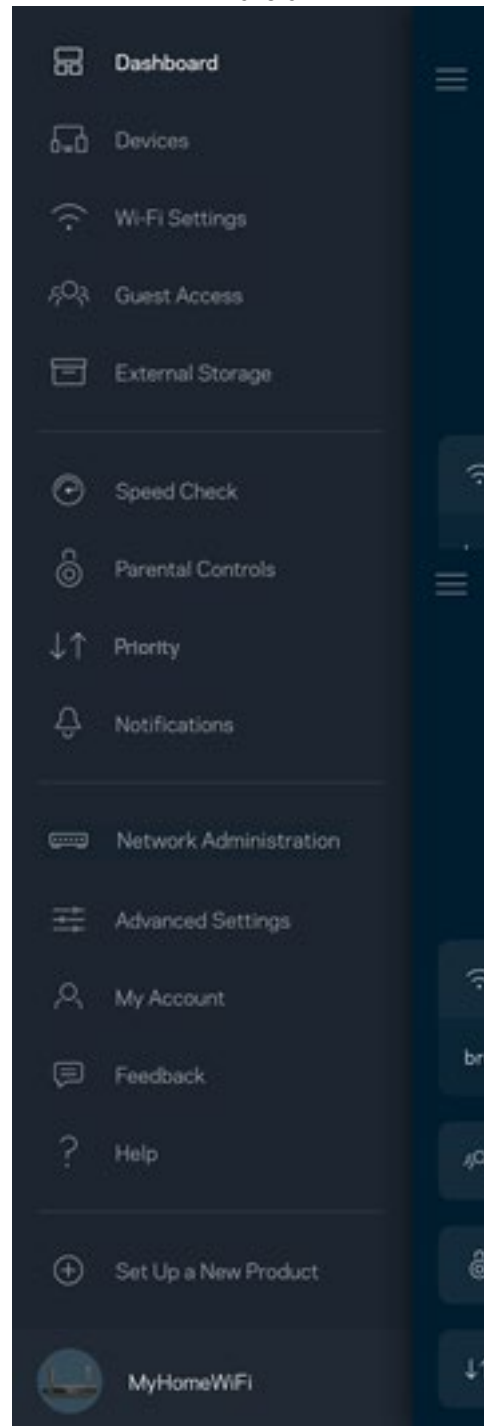 Dashboard
Devices
Wi-Fi Settings
Guest Access
External Storage
Speed Check
Parental Controls
Priority
Notifications
Network Administration
Advanced Settings
My Account
Feedback
Help
Set Up a New Product
MyHomeWiFi
br